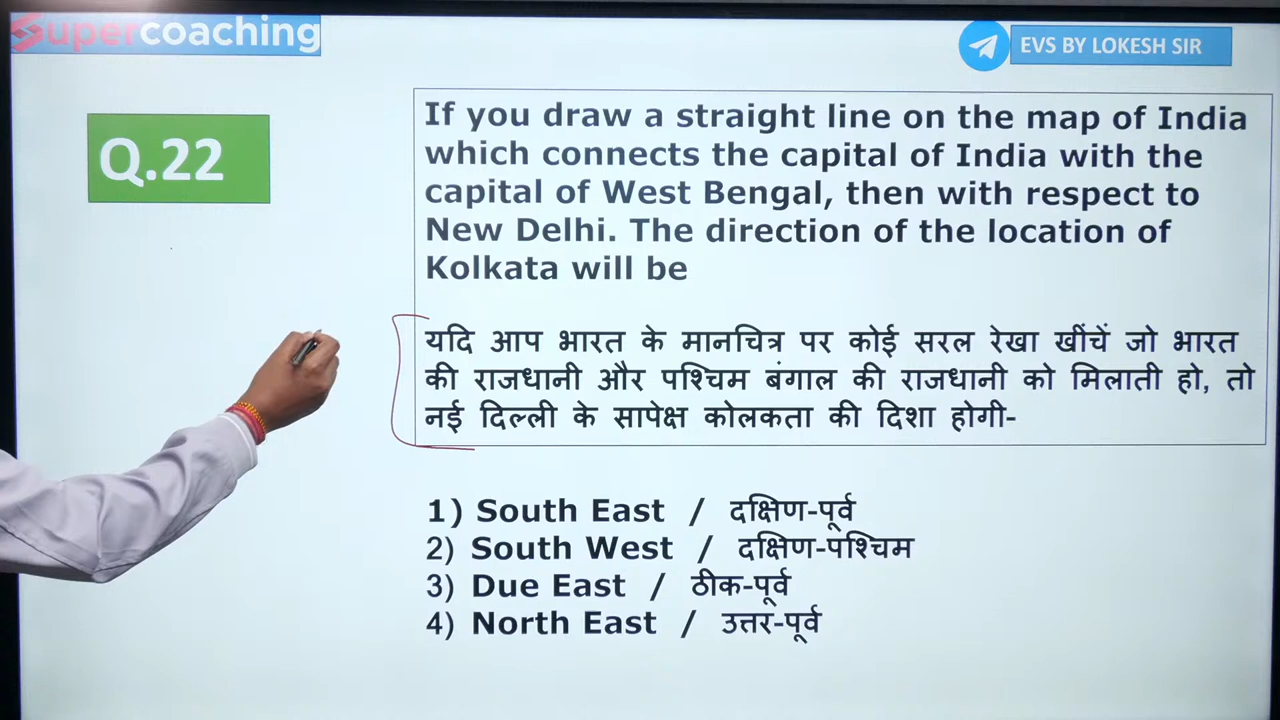 Supercoaching
EVS BY LOKESH SIR
Q.22
If you draw a straight line on the map of India
which connects the capital of India with the
capital of West Bengal, then with respect to
New Delhi. The direction of the location of
Kolkata will be
यदि आप भारत के मानचित्र पर कोई सरल रेखा खींचें जो भारत
की राजधानी और पश्चिम बंगाल की राजधानी को मिलाती हो, तो
नई दिल्ली के सापेक्ष कोलकता की दिशा होगी-
1) South East / दक्षिण-पूर्व
2) South West / दक्षिण-पश्चिम
3) Due East / ठीक-पूर्व
4) North East / उत्तर-पूर्व